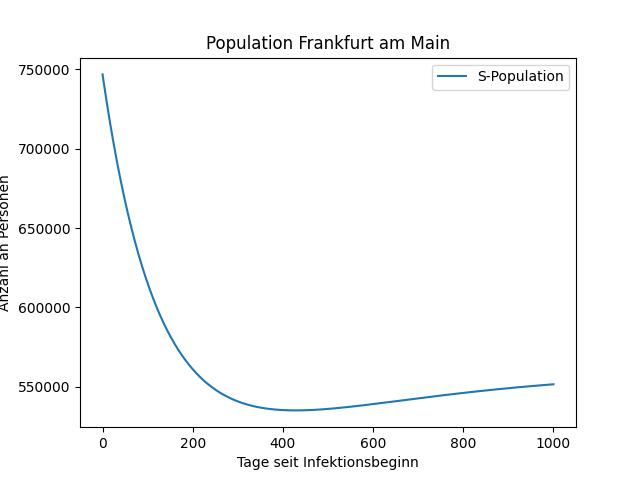 Population Frankfurt am Main
S-Population
750000
700000
650000
600000
550000
Anzahl an Personen
0 200 400 600 800 1000
Tage seit Infektionsbeginn